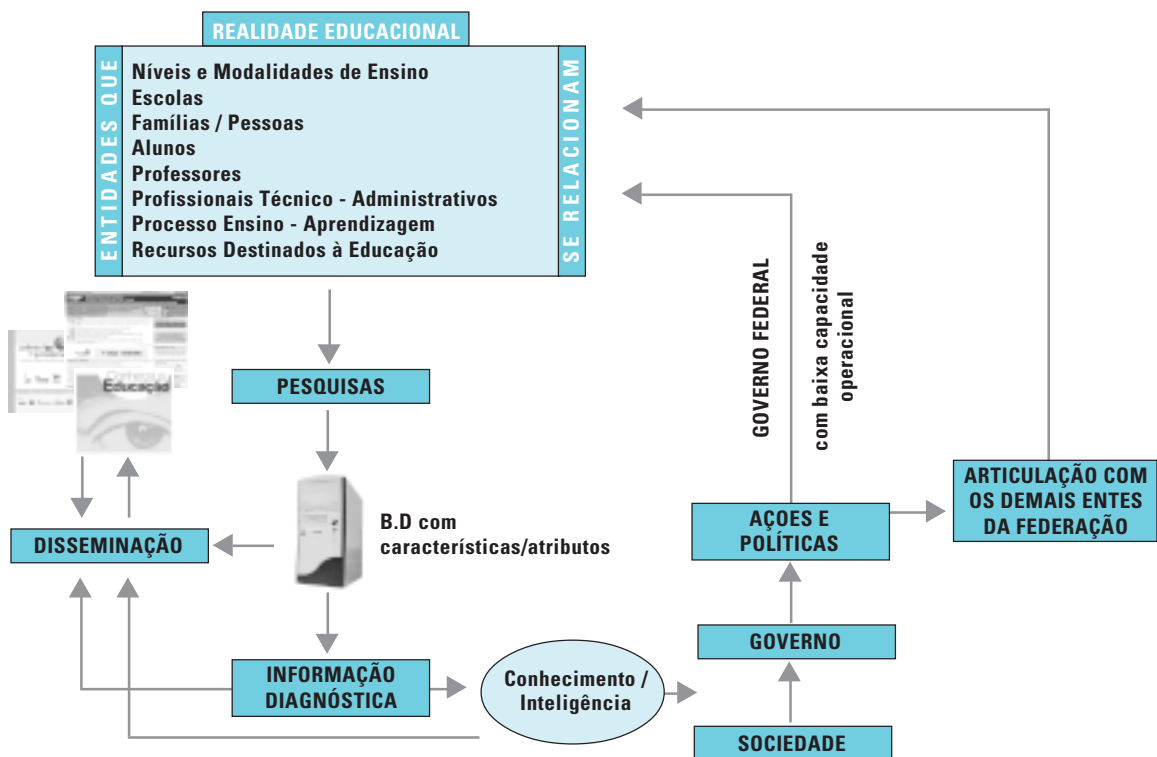 REALIDADE EDUCACIONAL
ENTIDADES QUE
Níveis e Modalidades de Ensino
Escolas
Famílias / Pessoas
Alunos
Professores
Profissionais Técnico - Administrativos
Processo Ensino - Aprendizagem
Recursos Destinados à Educação
SE RELACIONAM
GOVERNO FEDERAL
com baixa capacidade
operacional
Educação
PESQUISAS
B.D com
características/atributos
DISSEMINAÇÃO
AÇOES E
POLÍTICAS
ARTICULAÇÃO COM
OS DEMAIS ENTES
DA FEDERAÇÃO
INFORMAÇÃO
DIAGNÓSTICA
Conhecimento /
Inteligência
GOVERNO
SOCIEDADE